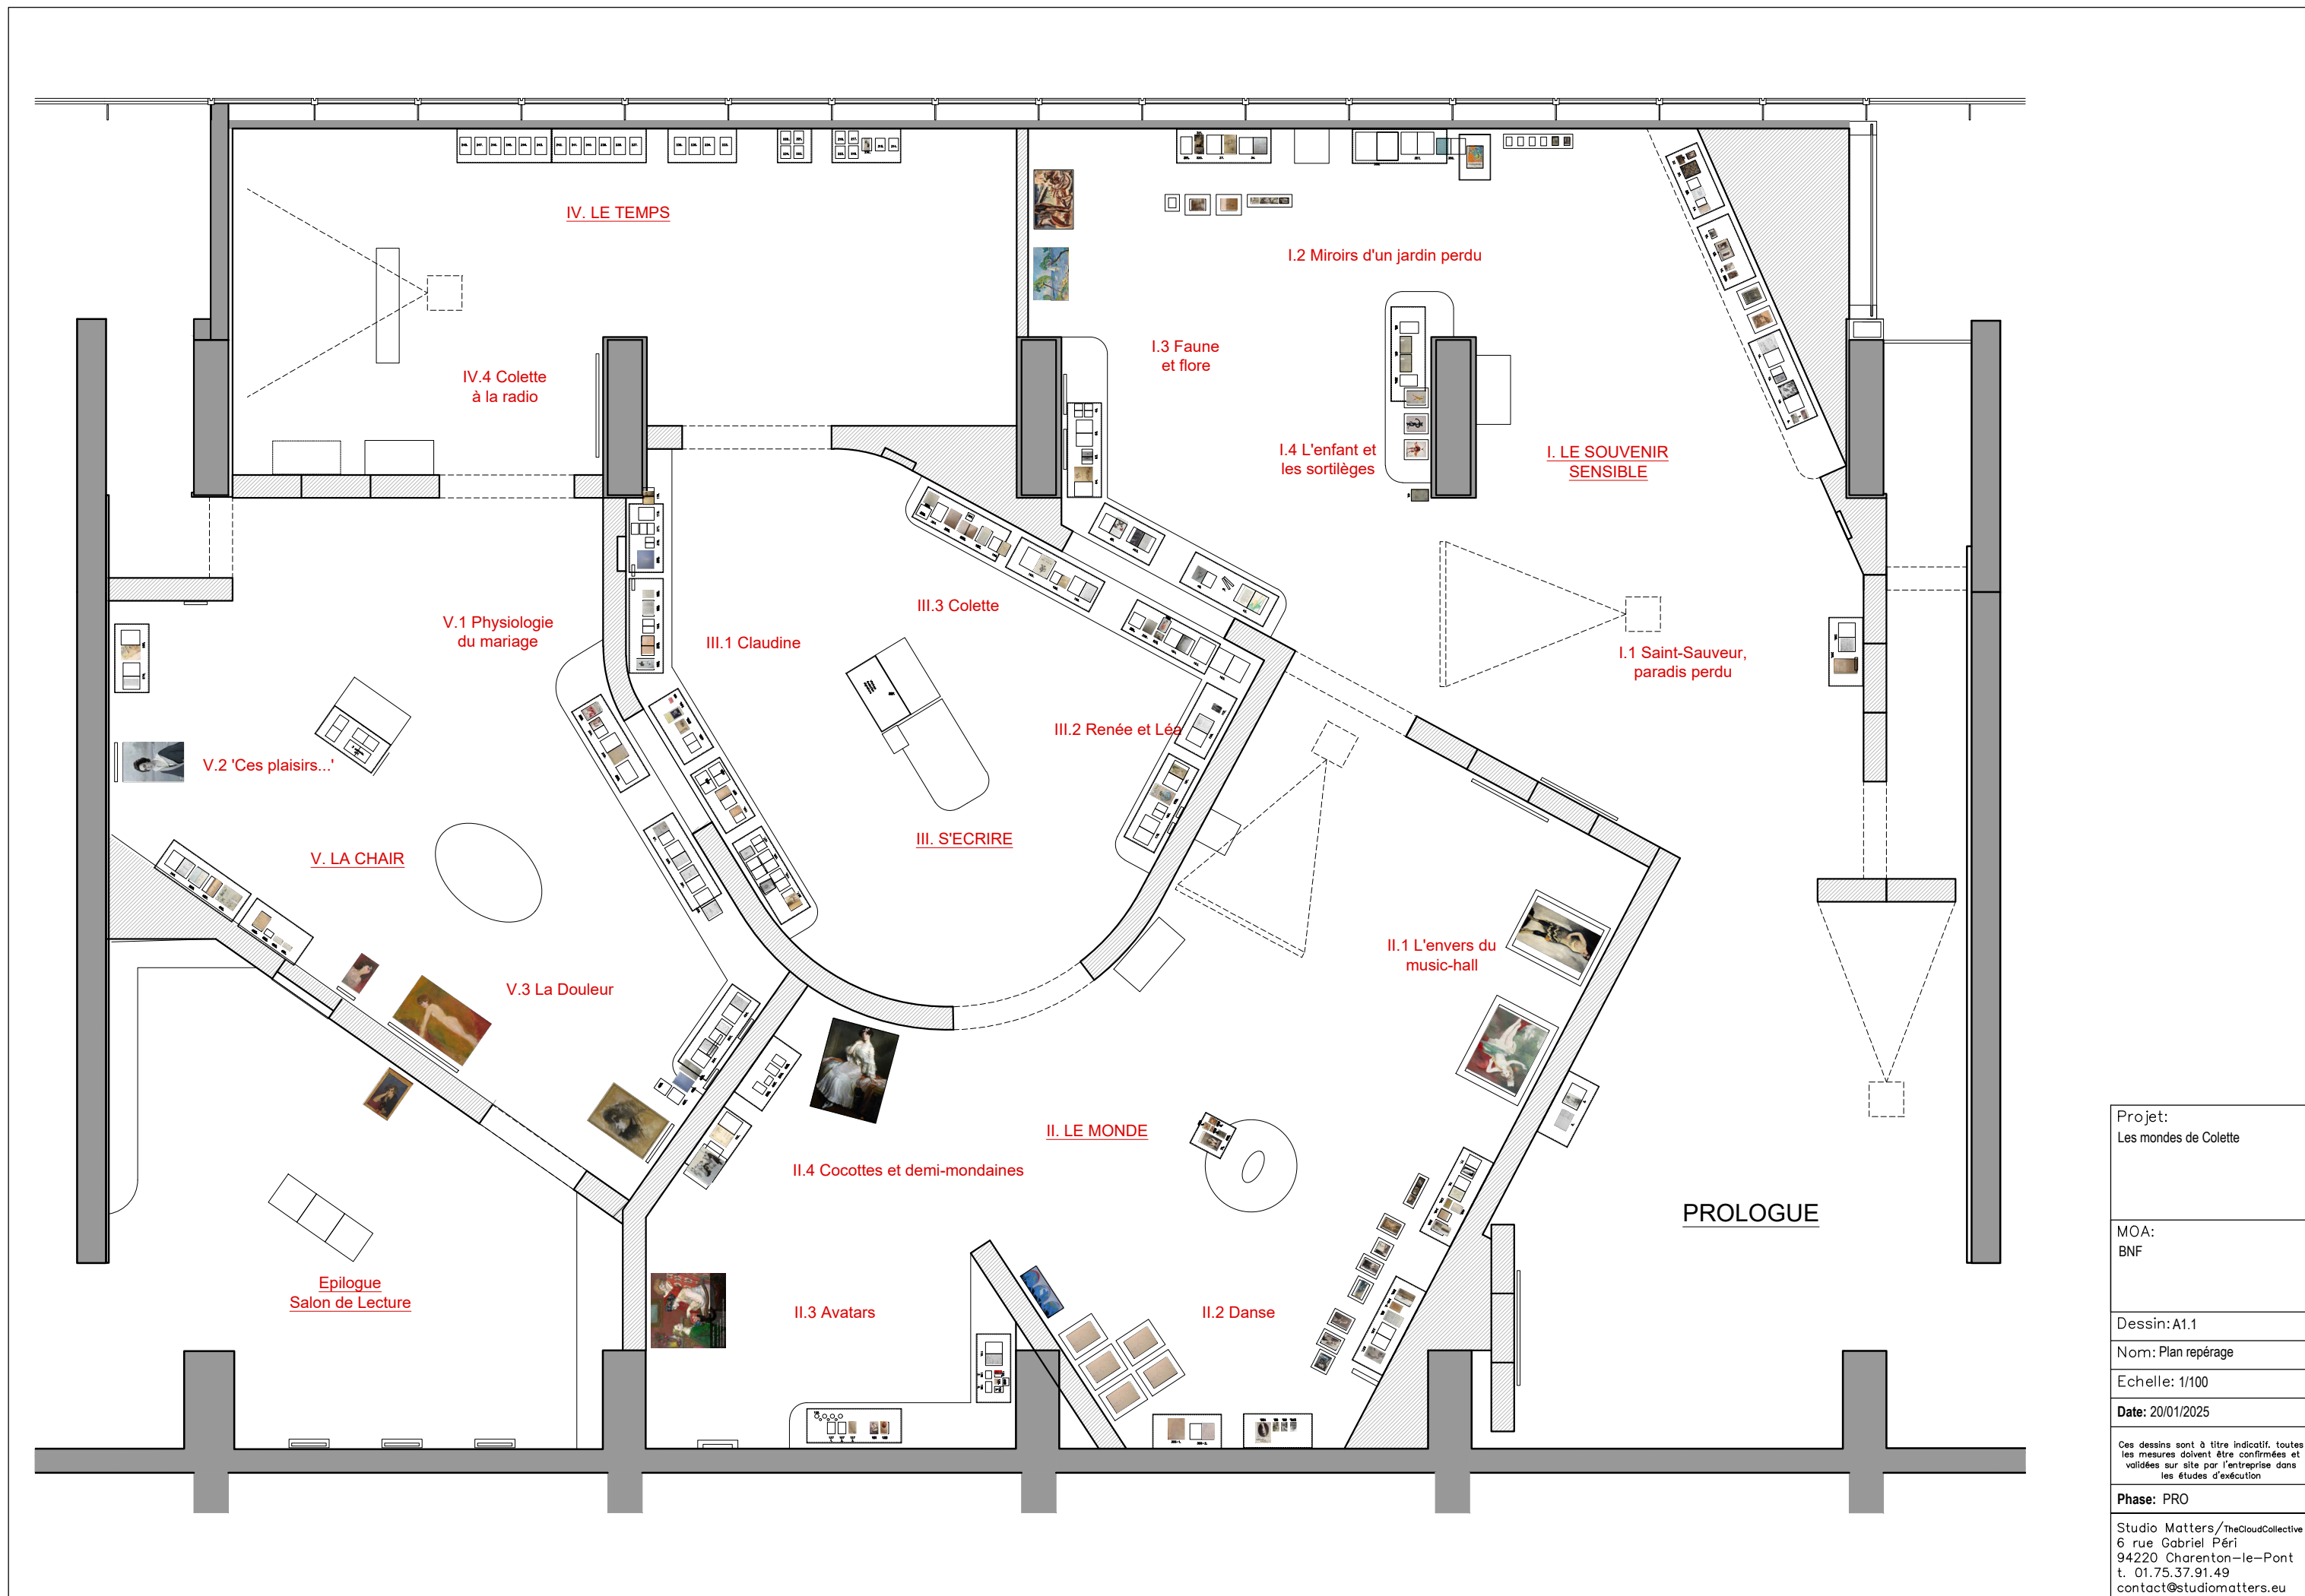 IV. LE TEMPS
I.2 Miroirs d'un jardin perdu
I.3 Faune
et flore
IV.4 Colette
à la radio
I.4 L'enfant et
les sortilèges
I. LE SOUVENIR
SENSIBLE
III.3 Colette
V.1 Physiologie
du mariage
III.1 Claudine
I.1 Saint-Sauveur,
paradis perdu
III.2 Renée et Léa
V.2 'Ces plaisirs...'
III. S'ECRIRE
V. LA CHAIR
II.1 L'envers du
music-hall
V.3 La Douleur
II. LE MONDE
II.4 Cocottes et demi-mondaines
PROLOGUE
Epilogue
Salon de Lecture
II.3 Avatars
II.2 Danse
Projet:
Les mondes de Colette
MOA:
BNF
Dessin: A1.1
Nom: Plan repérage
Echelle: 1/100
Date: 20/01/2025
Ces dessins sont à titre indicatif. toutes
les mesures doivent être confirmées et
validées sur site par l'entreprise dans
les études d'exécution
Phase: PRO
Studio Matters/TheCloudCollective
6 rue Gabriel Péri
94220 Charenton-le-Pont
t. 01.75.37.91.49
contact@studiomatters.eu